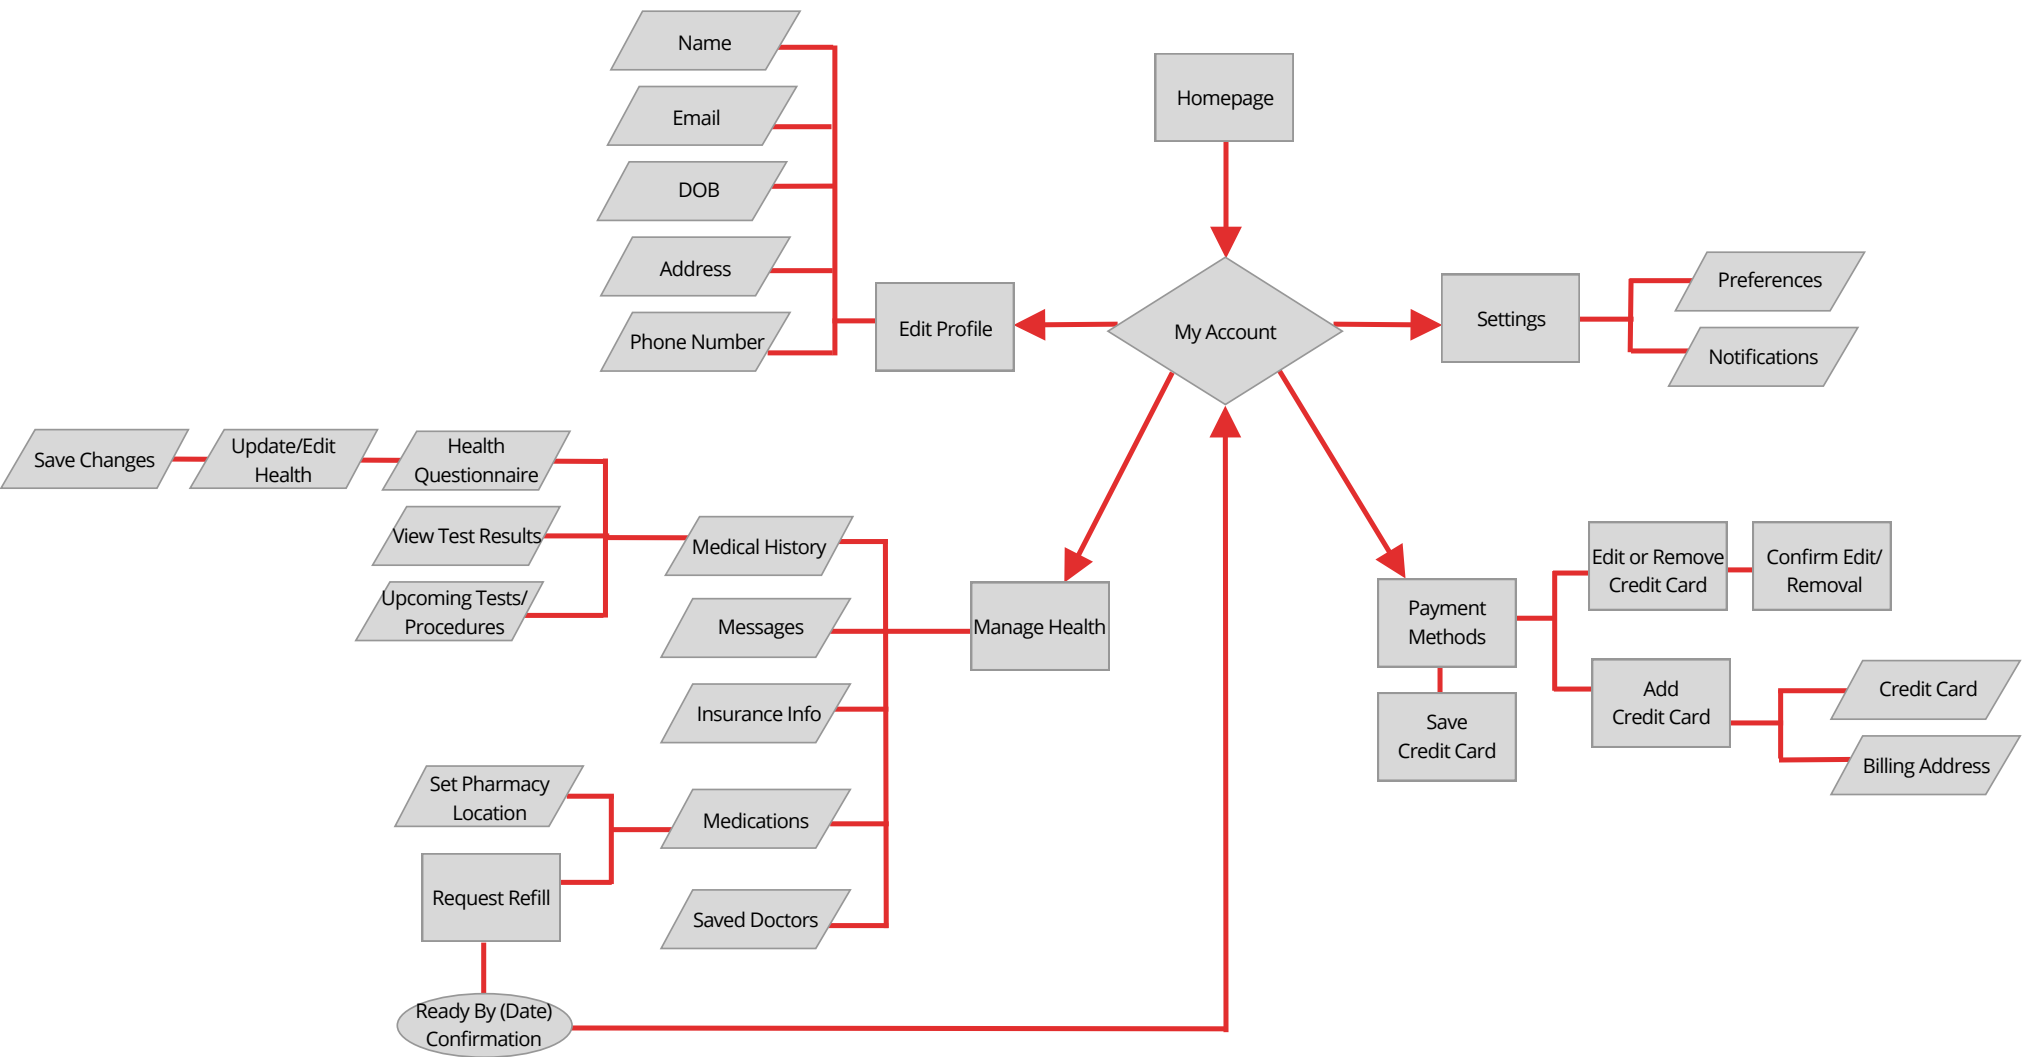 Name
Email
DOB
Address
Phone Number
Homepage
Edit Profile
My Account
Settings
Preferences
Notifications
Save Changes
Update/Edit
Health
Health
Questionnaire
View Test Results
Upcoming Tests/
Procedures
Medical History
Messages
Insurance Info
Medications
Saved Doctors
Manage Health
Set Pharmacy
Location
Request Refill
Ready By (Date)
Confirmation
Payment
Methods
Save
Credit Card
Edit or Remove
Credit Card
Confirm Edit/
Removal
Add
Credit Card
Credit Card
Billing Address